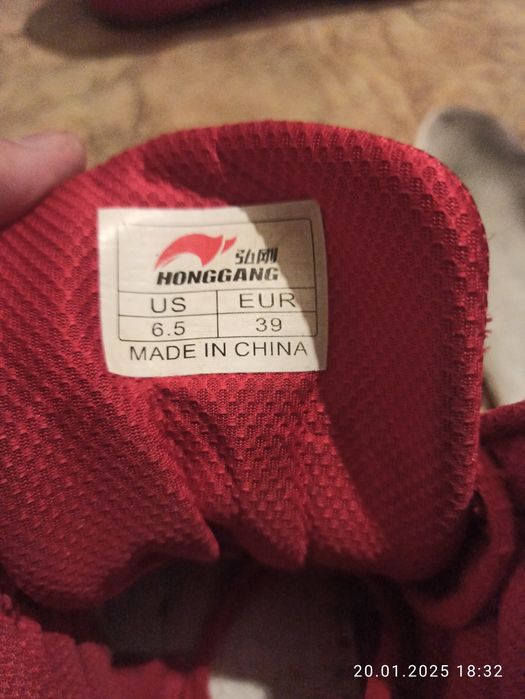 弘刚
HONGGANG
US EUR
6.5 39
MADE IN CHINA
20.01.2025 18:32